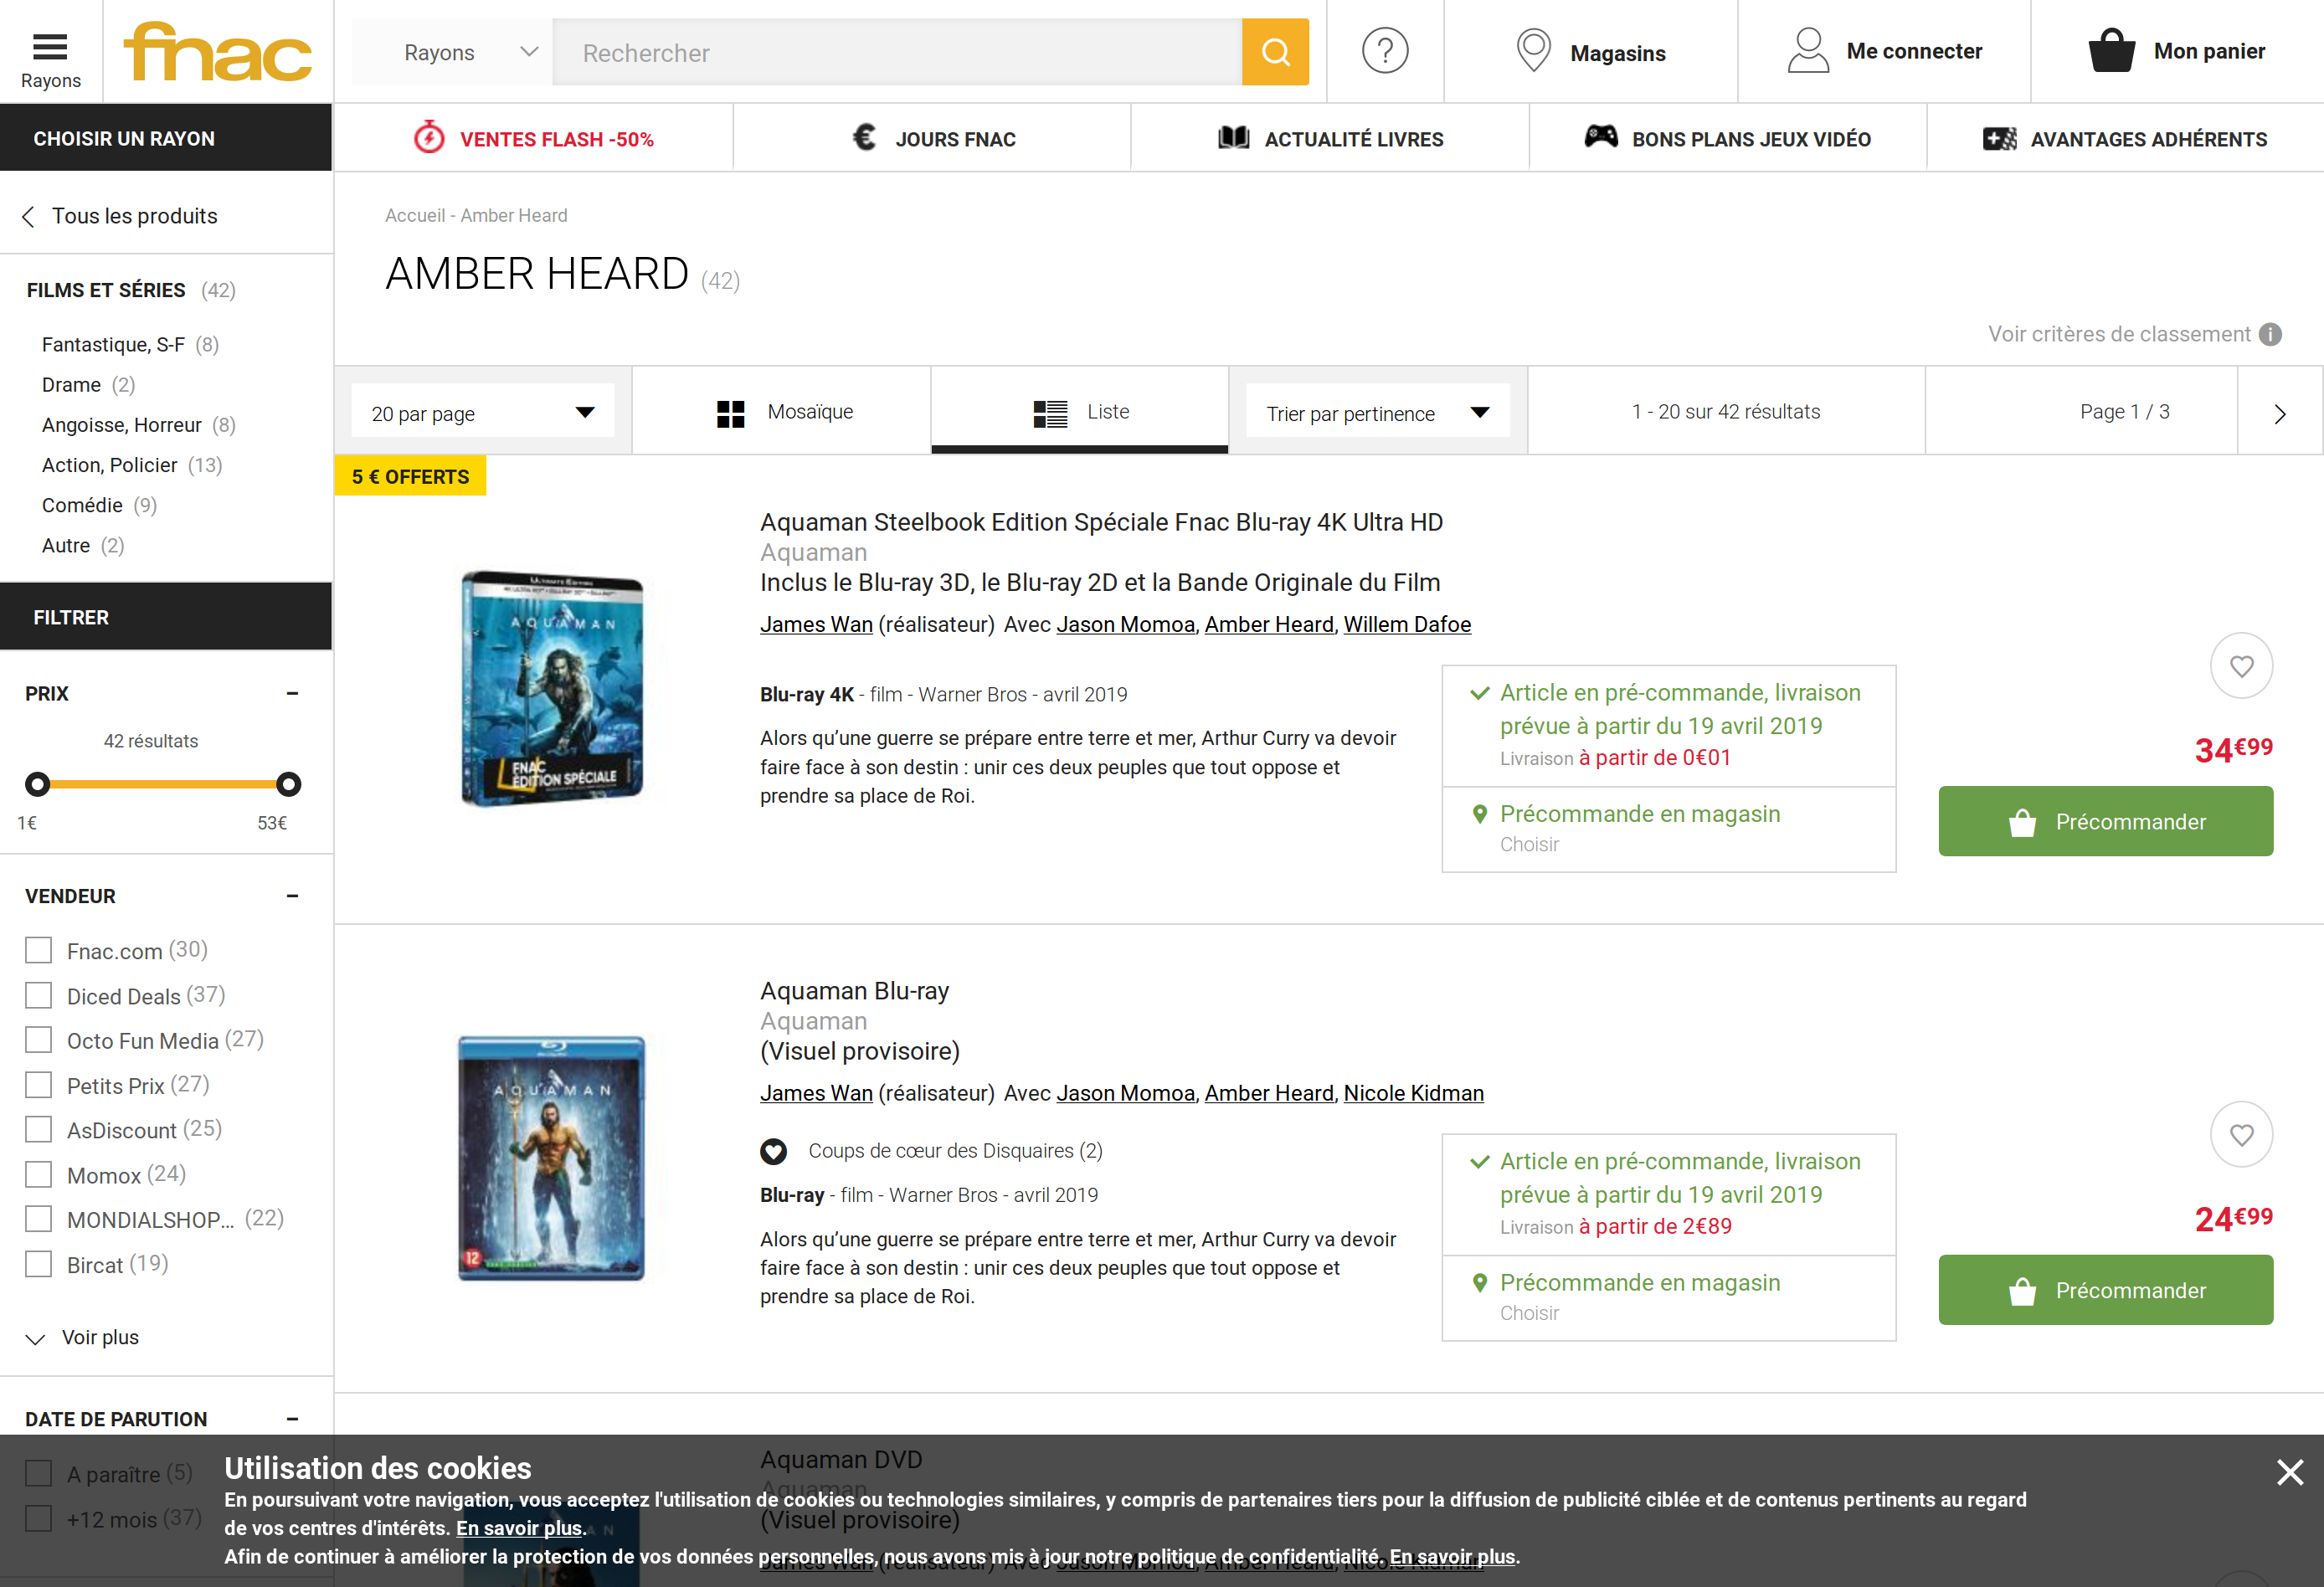 Rayons
fnac
Rayons
Rechercher
?
Magasins
Me connecter
Mon panier
CHOISIR UN RAYON
VENTES FLASH -50%
€ JOURS FNAC
ACTUALITÉ LIVRES
BONS PLANS JEUX VIDÉO
AVANTAGES ADHÉRENTS
Tous les produits
FILMS ET SÉRIES (42)
Fantastique, S-F (8)
Drame (2)
Angoisse, Horreur (8)
Action, Policier (13)
Comédie (9)
Autre (2)
FILTRER
PRIX
42 résultats
1€
53€
VENDEUR
Fnac.com (30)
Diced Deals (37)
Octo Fun Media (27)
Petits Prix (27)
AsDiscount (25)
Momox (24)
MONDIALSHOP... (22)
Bircat (19)
Voir plus
DATE DE PARUTION
A paraître (5)
+12 mois (37)
Accueil - Amber Heard
AMBER HEARD (42)
Voir critères de classement i
20 par page
Mosaïque
Liste
Trier par pertinence
1 - 20 sur 42 résultats
Page 1 / 3
5 € OFFERTS
ULTIMATE EDITION
AQUAMAN
FNAC
EDITION SPÉCIALE
Aquaman Steelbook Edition Spéciale Fnac Blu-ray 4K Ultra HD
Aquaman
Inclus le Blu-ray 3D, le Blu-ray 2D et la Bande Originale du Film
James Wan (réalisateur) Avec Jason Momoa, Amber Heard, Willem Dafoe
Blu-ray 4K - film - Warner Bros - avril 2019
Alors qu’une guerre se prépare entre terre et mer, Arthur Curry va devoir
faire face à son destin : unir ces deux peuples que tout oppose et
prendre sa place de Roi.
Article en pré-commande, livraison
prévue à partir du 19 avril 2019
Livraison à partir de 0€01
Précommande en magasin
Choisir
34€99
Précommander
AQUAMAN
12
Aquaman Blu-ray
Aquaman
(Visuel provisoire)
James Wan (réalisateur) Avec Jason Momoa, Amber Heard, Nicole Kidman
Coups de cœur des Disquaires (2)
Blu-ray - film - Warner Bros - avril 2019
Alors qu’une guerre se prépare entre terre et mer, Arthur Curry va devoir
faire face à son destin : unir ces deux peuples que tout oppose et
prendre sa place de Roi.
Article en pré-commande, livraison
prévue à partir du 19 avril 2019
Livraison à partir de 2€89
Précommande en magasin
Choisir
24€99
Précommander
Aquaman DVD
Aquaman
(Visuel provisoire)
James Wan (réalisateur) Avec Jason Momoa, Amber Heard, Nicole Kidman
Utilisation des cookies
En poursuivant votre navigation, vous acceptez l'utilisation de cookies ou technologies similaires, y compris de partenaires tiers pour la diffusion de publicité ciblée et de contenus pertinents au regard
de vos centres d'intérêts. En savoir plus.
Afin de continuer à améliorer la protection de vos données personnelles, nous avons mis à jour notre politique de confidentialité. En savoir plus.